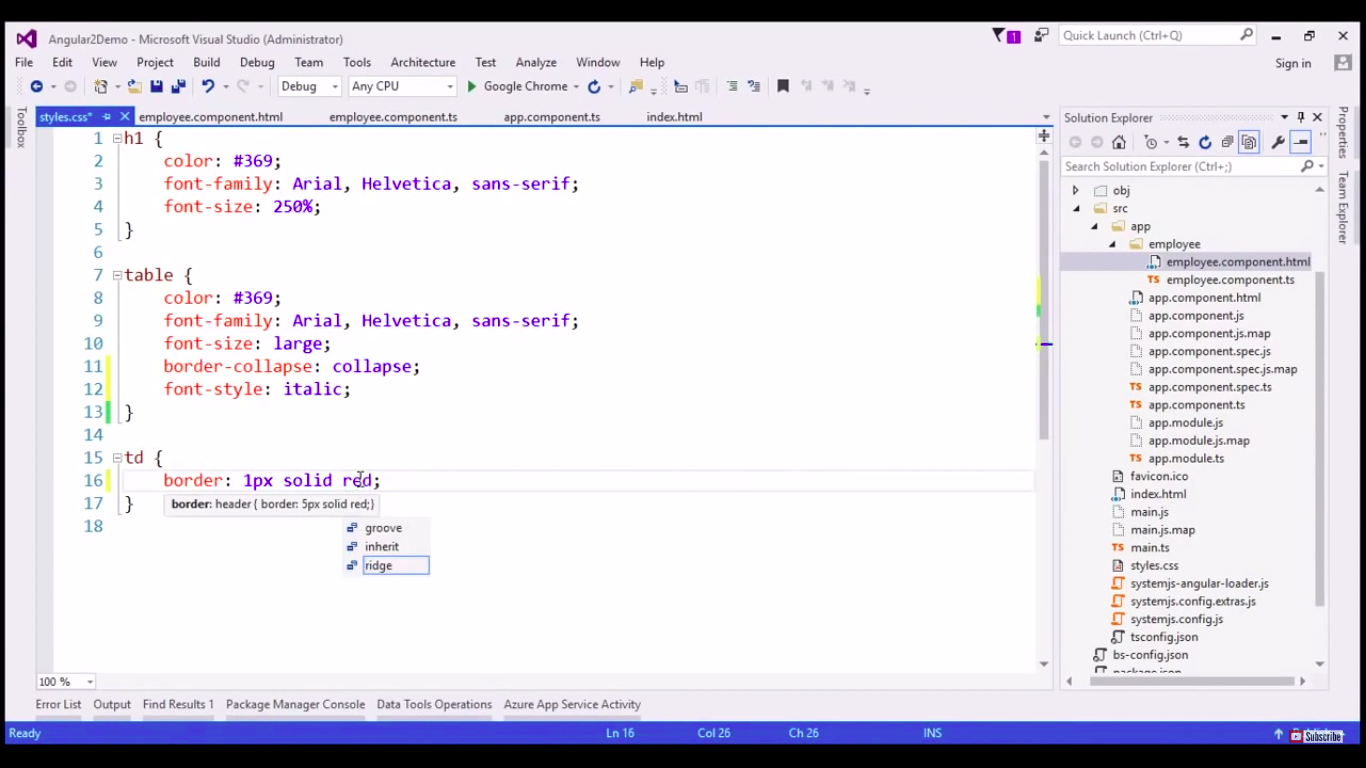 Angular2Demo - Microsoft Visual Studio (Administrator)
1
Quick Launch (Ctrl+Q)
File Edit View Project Build Debug Team Tools Architecture Test Analyze Window Help
Sign in
Debug Any CPU Google Chrome
Toolbox
styles.css* employee.component.html employee.component.ts app.component.ts index.html
1 h1 {
2 color: #369;
3 font-family: Arial, Helvetica, sans-serif;
4 font-size: 250%;
5 }
6
7 table {
8 color: #369;
9 font-family: Arial, Helvetica, sans-serif;
10 font-size: large;
11 border-collapse: collapse;
12 font-style: italic;
13 }
14
15 td {
16 border: 1px solid red;
17 }
border: header { border: 5px solid red;}
18
groove
inherit
ridge
100 %
Solution Explorer
Search Solution Explorer (Ctrl+;)
obj
src
app
employee
employee.component.html
employee.component.ts
app.component.html
app.component.js
app.component.js.map
app.component.spec.js
app.component.spec.js.map
TS app.component.spec.ts
TS app.component.ts
app.module.js
app.module.js.map
TS app.module.ts
favicon.ico
index.html
main.js
main.js.map
TS main.ts
styles.css
systemjs-angular-loader.js
systemjs.config.extras.js
systemjs.config.js
tsconfig.json
bs-config.json
package.json
Properties
Team Explorer
Error List Output Find Results 1 Package Manager Console Data Tools Operations Azure App Service Activity
Ready Ln 16 Col 26 Ch 26 INS
Subscribe